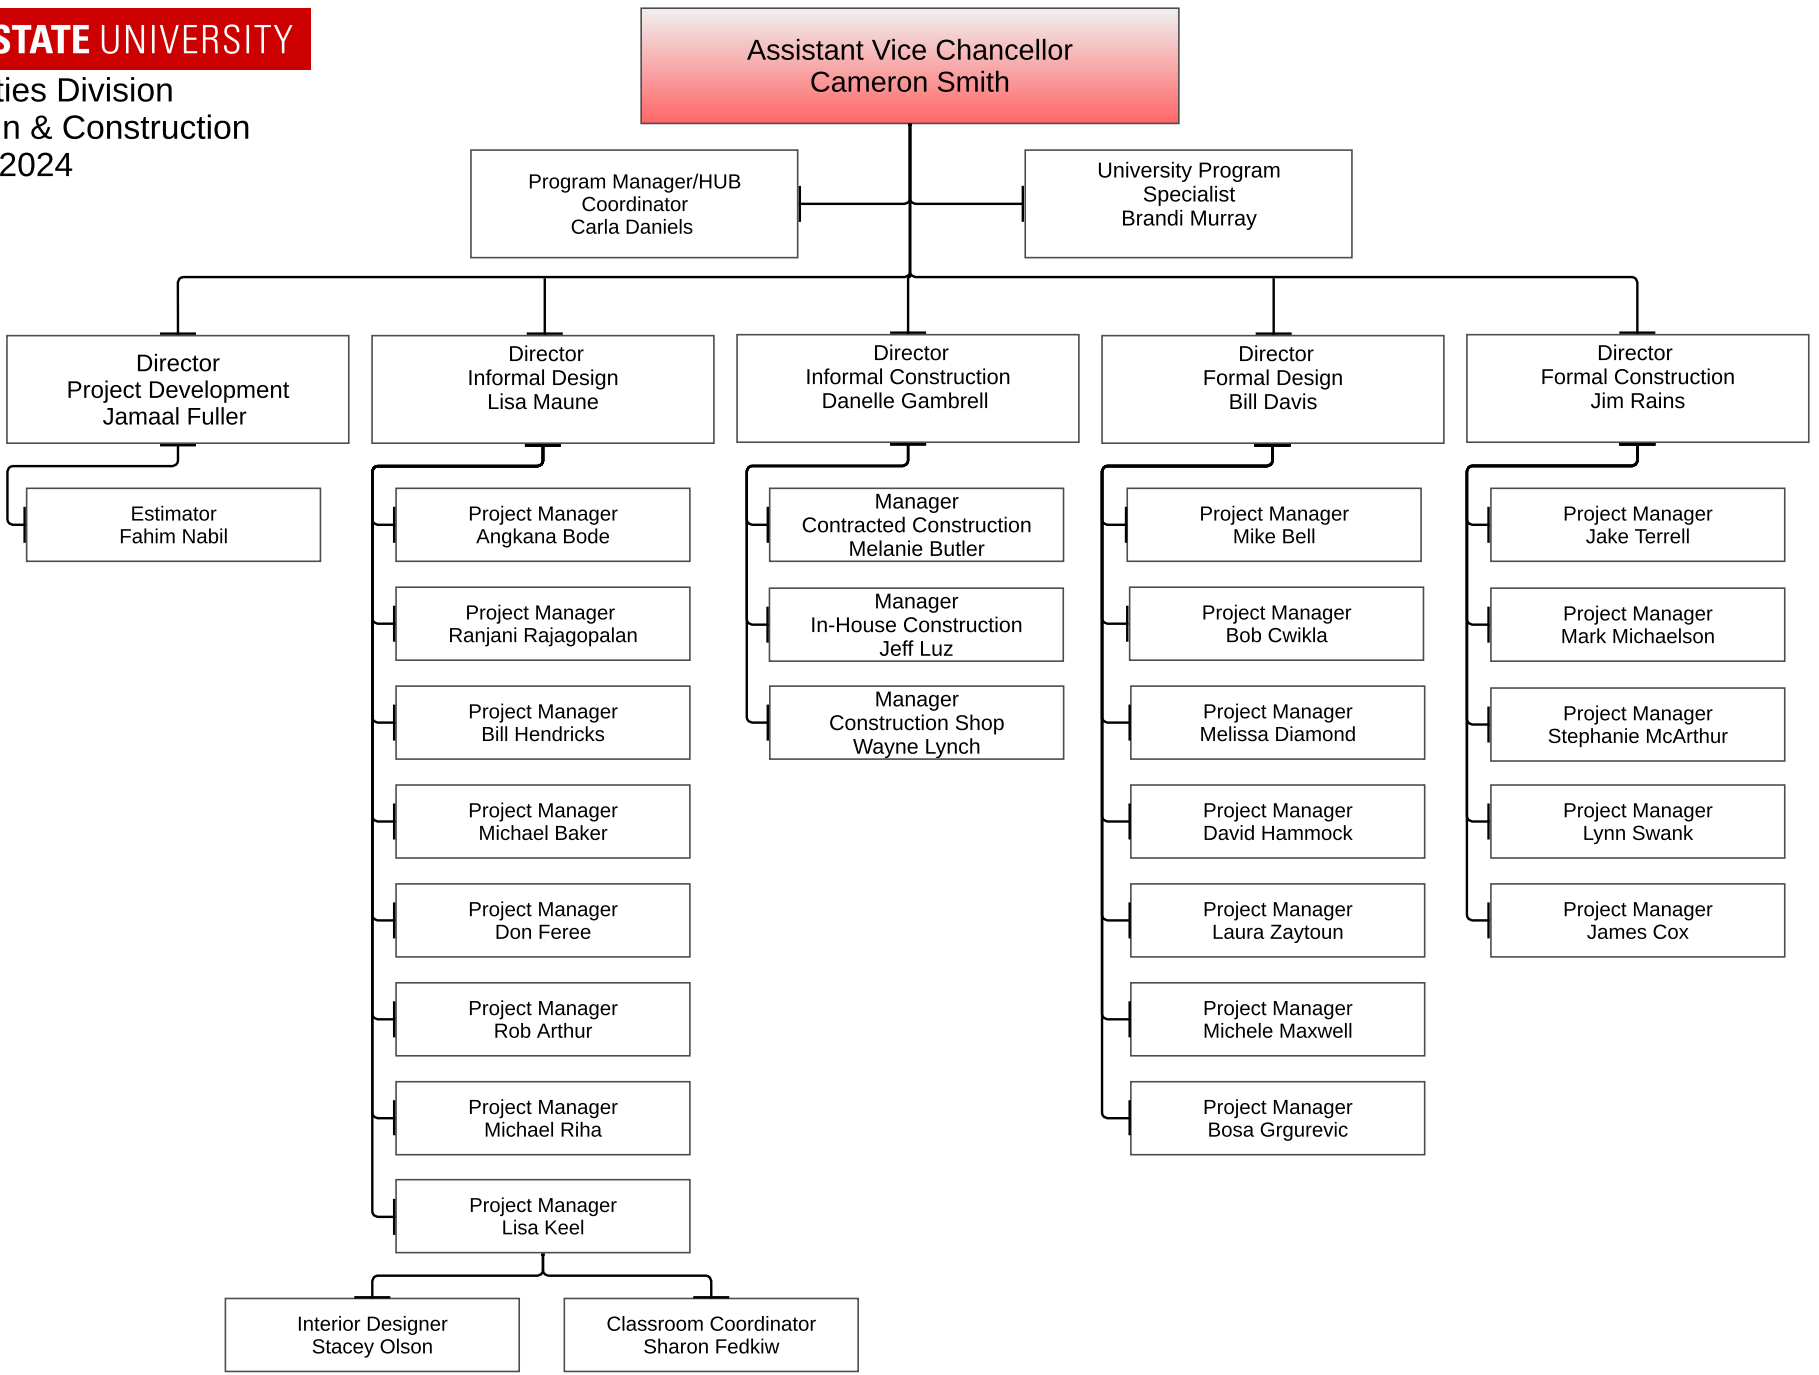 STATE UNIVERSITY
ties Division
n & Construction
2024
Assistant Vice Chancellor
Cameron Smith
Program Manager/HUB
Coordinator
Carla Daniels
University Program
Specialist
Brandi Murray
Director
Project Development
Jamaal Fuller
Director
Informal Design
Lisa Maune
Director
Informal Construction
Danelle Gambrell
Director
Formal Design
Bill Davis
Director
Formal Construction
Jim Rains
Estimator
Fahim Nabil
Project Manager
Angkana Bode
Project Manager
Ranjani Rajagopalan
Project Manager
Bill Hendricks
Project Manager
Michael Baker
Project Manager
Don Feree
Project Manager
Rob Arthur
Project Manager
Michael Riha
Project Manager
Lisa Keel
Interior Designer
Stacey Olson
Classroom Coordinator
Sharon Fedkiw
Manager
Contracted Construction
Melanie Butler
Manager
In-House Construction
Jeff Luz
Manager
Construction Shop
Wayne Lynch
Project Manager
Mike Bell
Project Manager
Bob Cwikla
Project Manager
Melissa Diamond
Project Manager
David Hammock
Project Manager
Laura Zaytoun
Project Manager
Michele Maxwell
Project Manager
Bosa Grgurevic
Project Manager
Jake Terrell
Project Manager
Mark Michaelson
Project Manager
Stephanie McArthur
Project Manager
Lynn Swank
Project Manager
James Cox